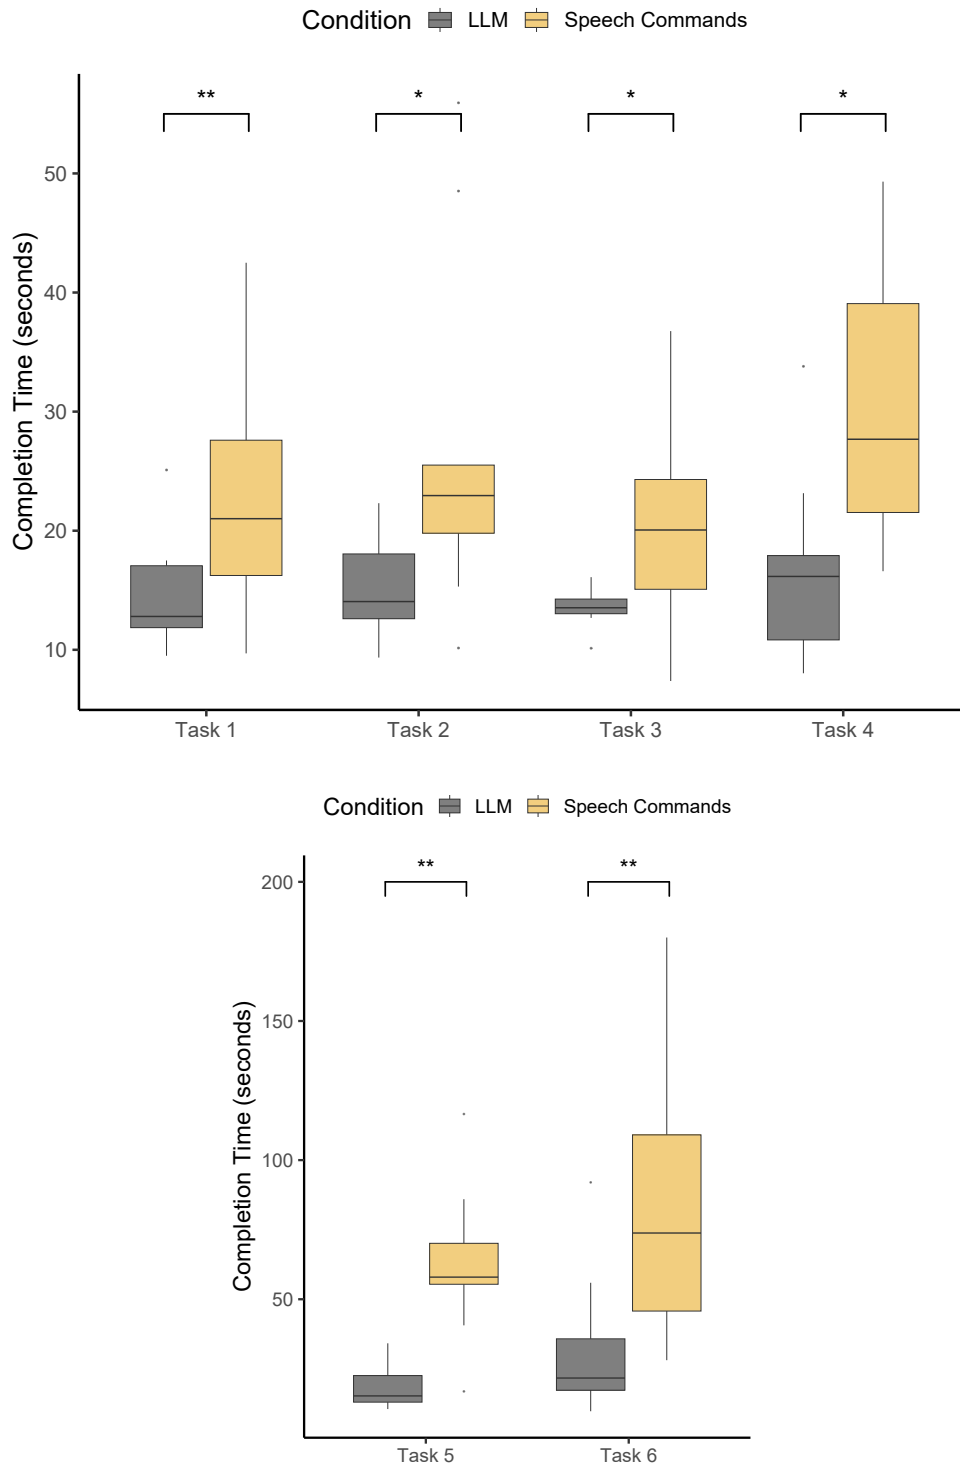 Condition LLM Speech Commands
** * * *
50
40
30
20
10
Completion Time (seconds)
Task 1 Task 2 Task 3 Task 4
Condition LLM Speech Commands
** **
200
150
100
50
Completion Time (seconds)
Task 5 Task 6